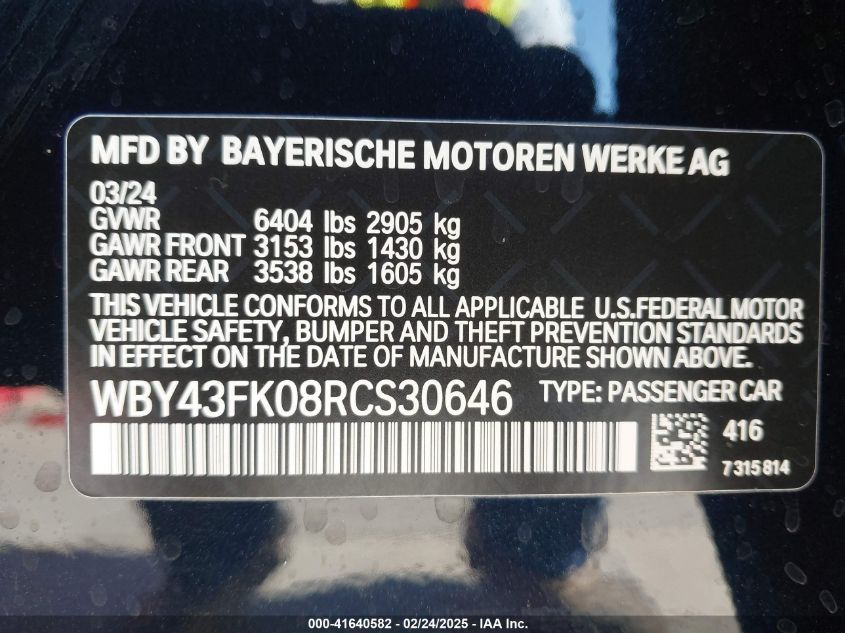 MFD BY BAYERISCHE MOTOREN WERKE AG
03/24
GVWR 6404 lbs 2905 kg
GAWR FRONT 3153 lbs 1430 kg
GAWR REAR 3538 lbs 1605 kg
THIS VEHICLE CONFORMS TO ALL APPLICABLE U.S.FEDERAL MOTOR
VEHICLE SAFETY, BUMPER AND THEFT PREVENTION STANDARDS
IN EFFECT ON THE DATE OF MANUFACTURE SHOWN ABOVE.
WBY43FK08RCS30646 TYPE: PASSENGER CAR
416
7315814
000-41640582 - 02/24/2025 - IAA Inc.